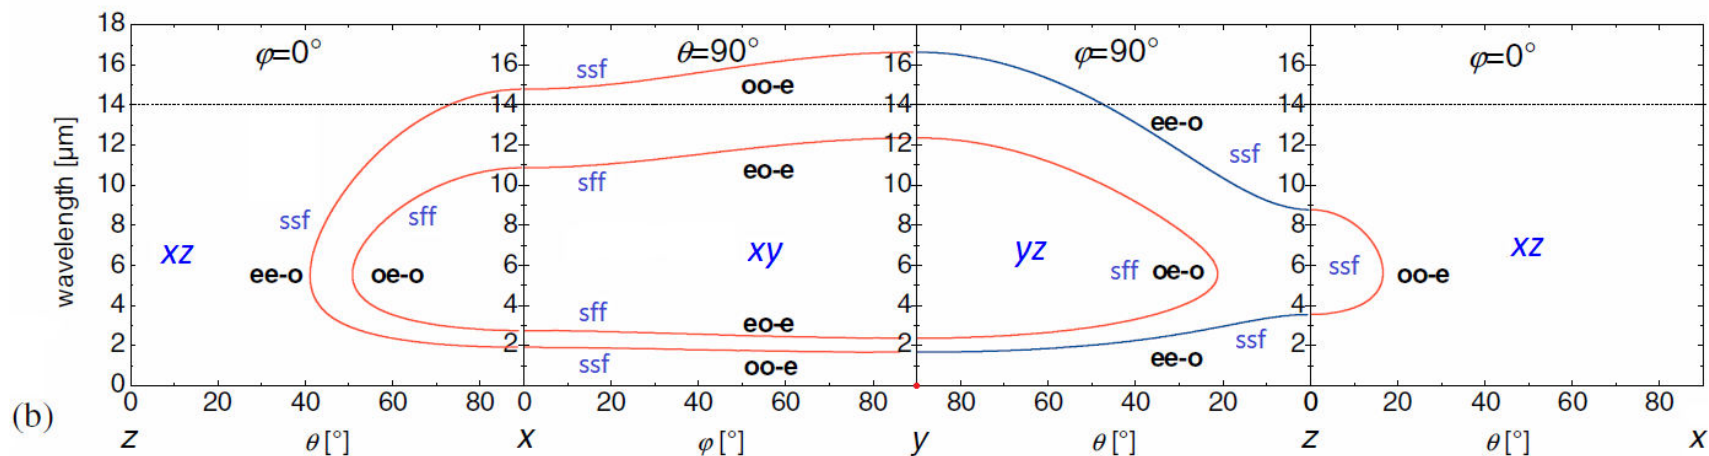 18 φ=0° θ=90° φ=90° φ=0°
16 ssf 16 16 16
oo-e
14 14 14 14
ee-o
12 12 12 12
eo-e ssf
10 sff 10 10 10
wavelength [µm]
8 ssf sff 8 8 8
xz xy yz xz
6 ee-o oe-o 6 6 sff oe-o 6 ssf oo-e
4 4 sff 4 4
eo-e
2 2 ssf oo-e 2 ee-o ssf 2
0
(b) 0 20 40 60 80 0 20 40 60 80 80 60 40 20 0 20 40 60 80
z θ [°] x φ [°] y θ [°] z θ [°] x